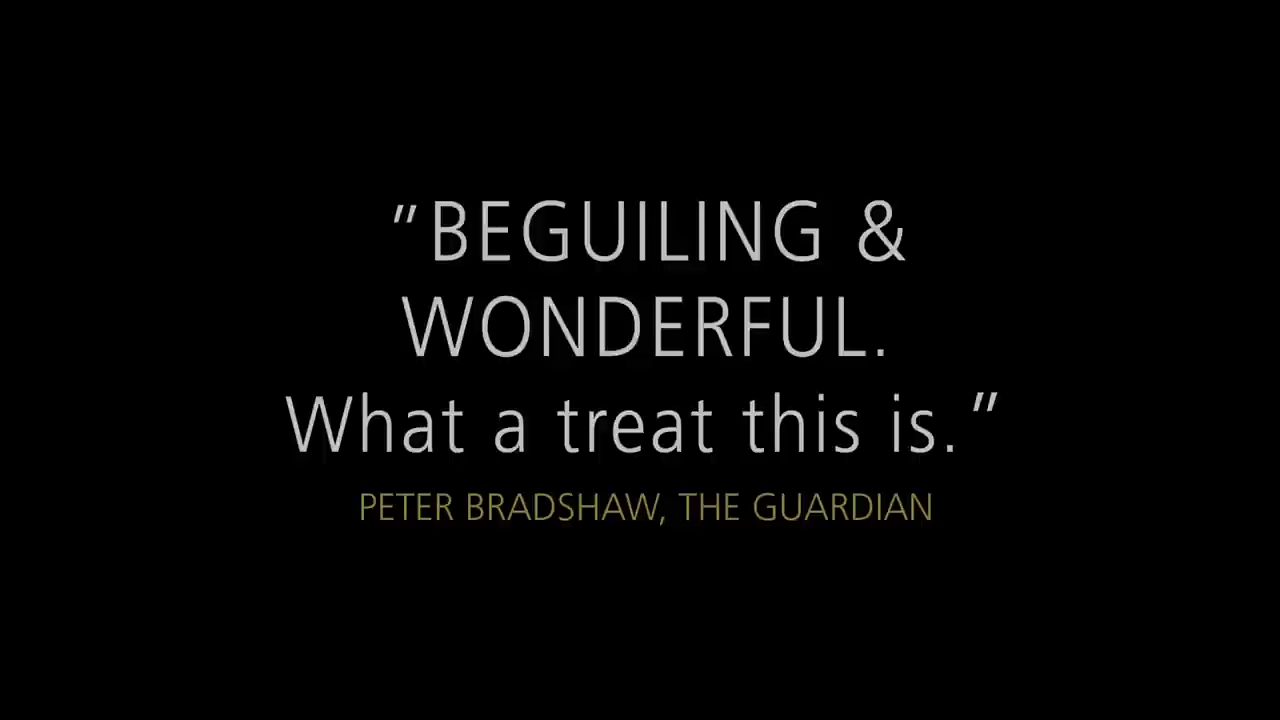 “BEGUILING &
WONDERFUL.
What a treat this is.”
PETER BRADSHAW, THE GUARDIAN